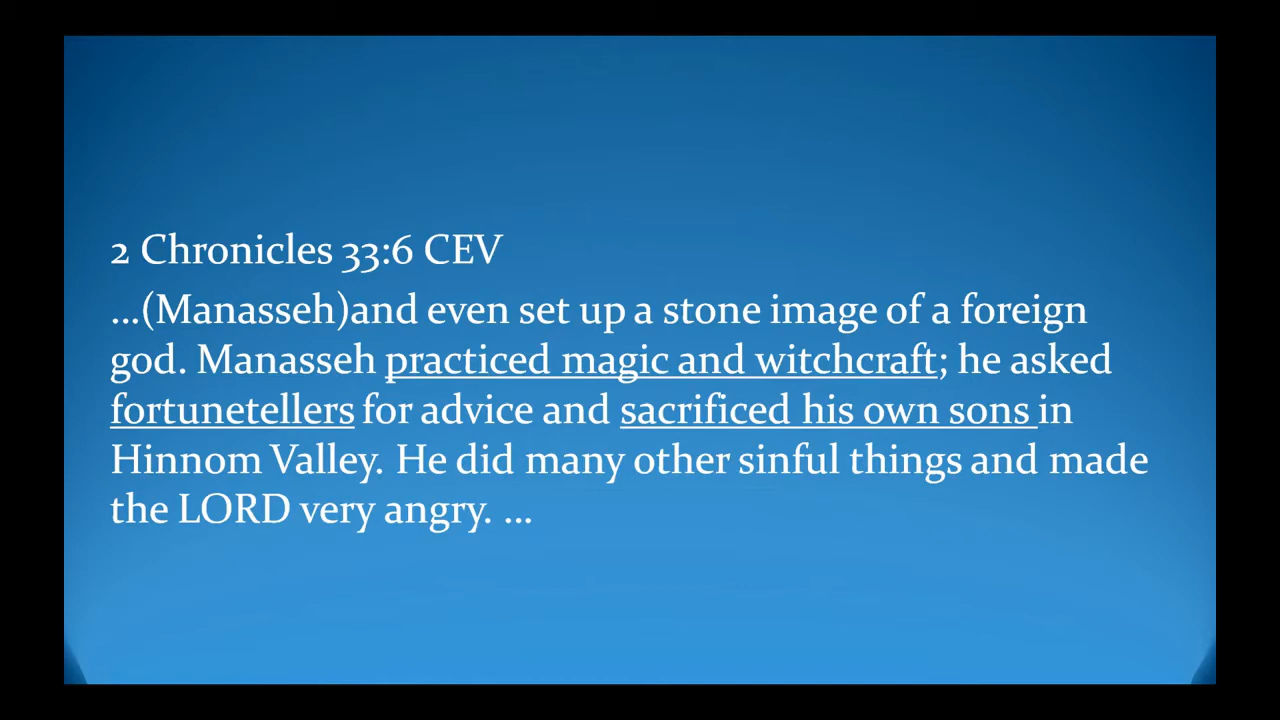 2 Chronicles 33:6 CEV
…(Manasseh)and even set up a stone image of a foreign
god. Manasseh practiced magic and witchcraft; he asked
fortunetellers for advice and sacrificed his own sons in
Hinnom Valley. He did many other sinful things and made
the LORD very angry. …